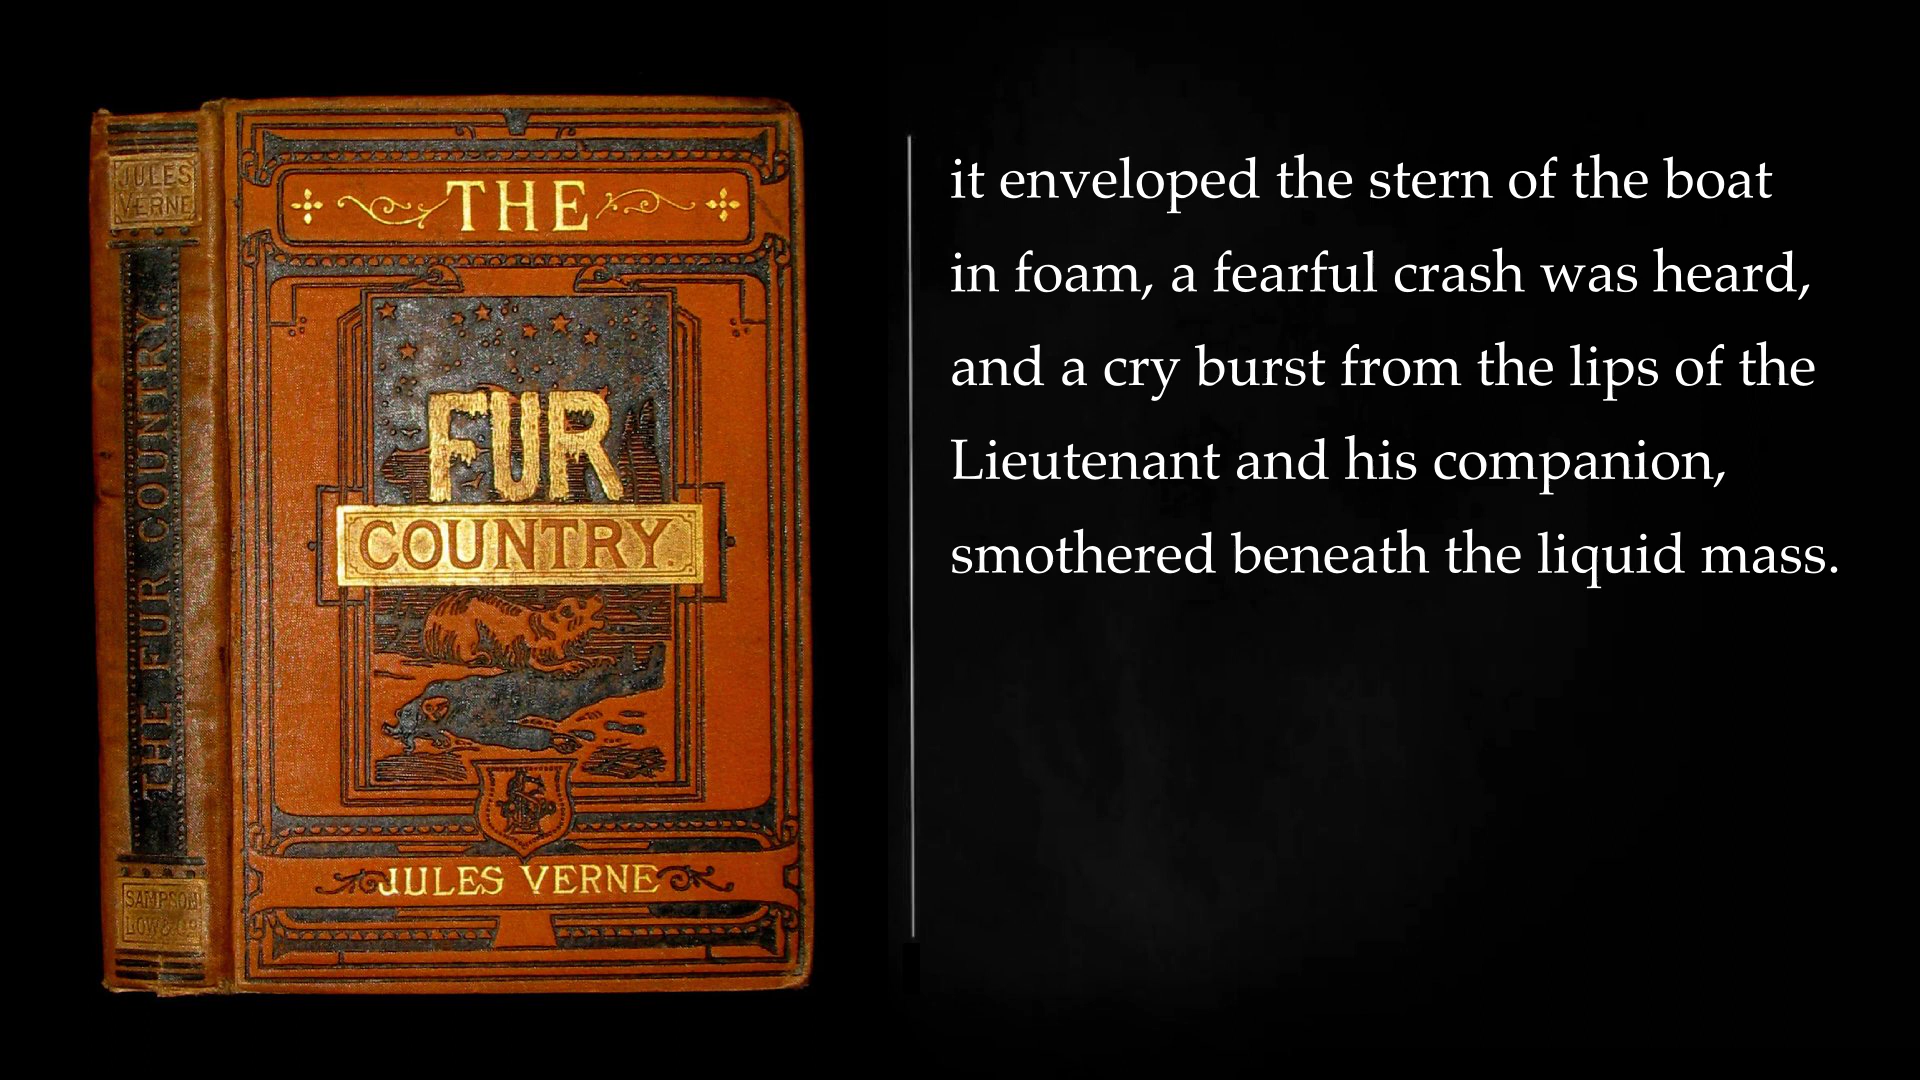 JULES
VERNE
THE FUR COUNTRY.
SAMPSON
LOW & Co
THE
FUR
COUNTRY.
JULES VERNE
it enveloped the stern of the boat
in foam, a fearful crash was heard,
and a cry burst from the lips of the
Lieutenant and his companion,
smothered beneath the liquid mass.